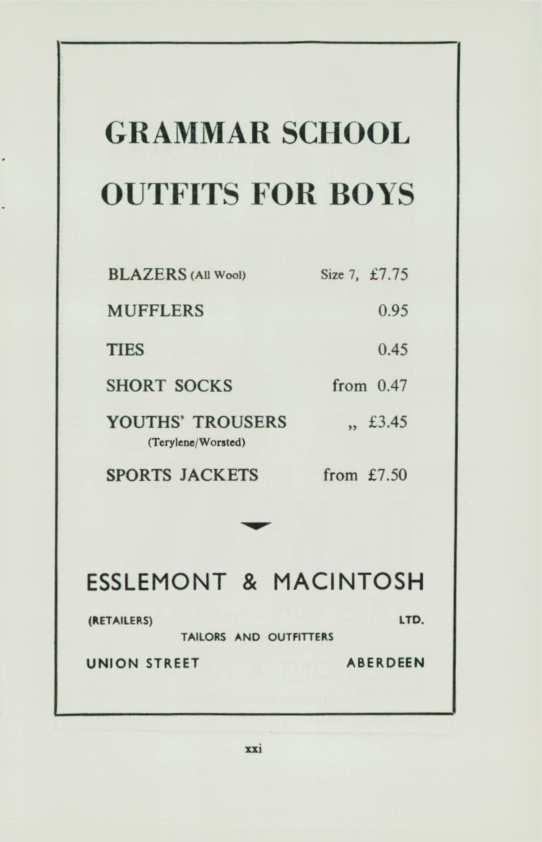 GRAMMAR SCHOOL
OUTFITS FOR BOYS
BLAZERS (All Wool) Size 7, £7.75
MUFFLERS 0.95
TIES 0.45
SHORT SOCKS from 0.47
YOUTHS' TROUSERS „ £3.45
(Terylene/Worsted)
SPORTS JACKETS from £7.50
ESSLEMONT & MACINTOSH
(RETAILERS) LTD.
TAILORS AND OUTFITTERS
UNION STREET ABERDEEN
xxi